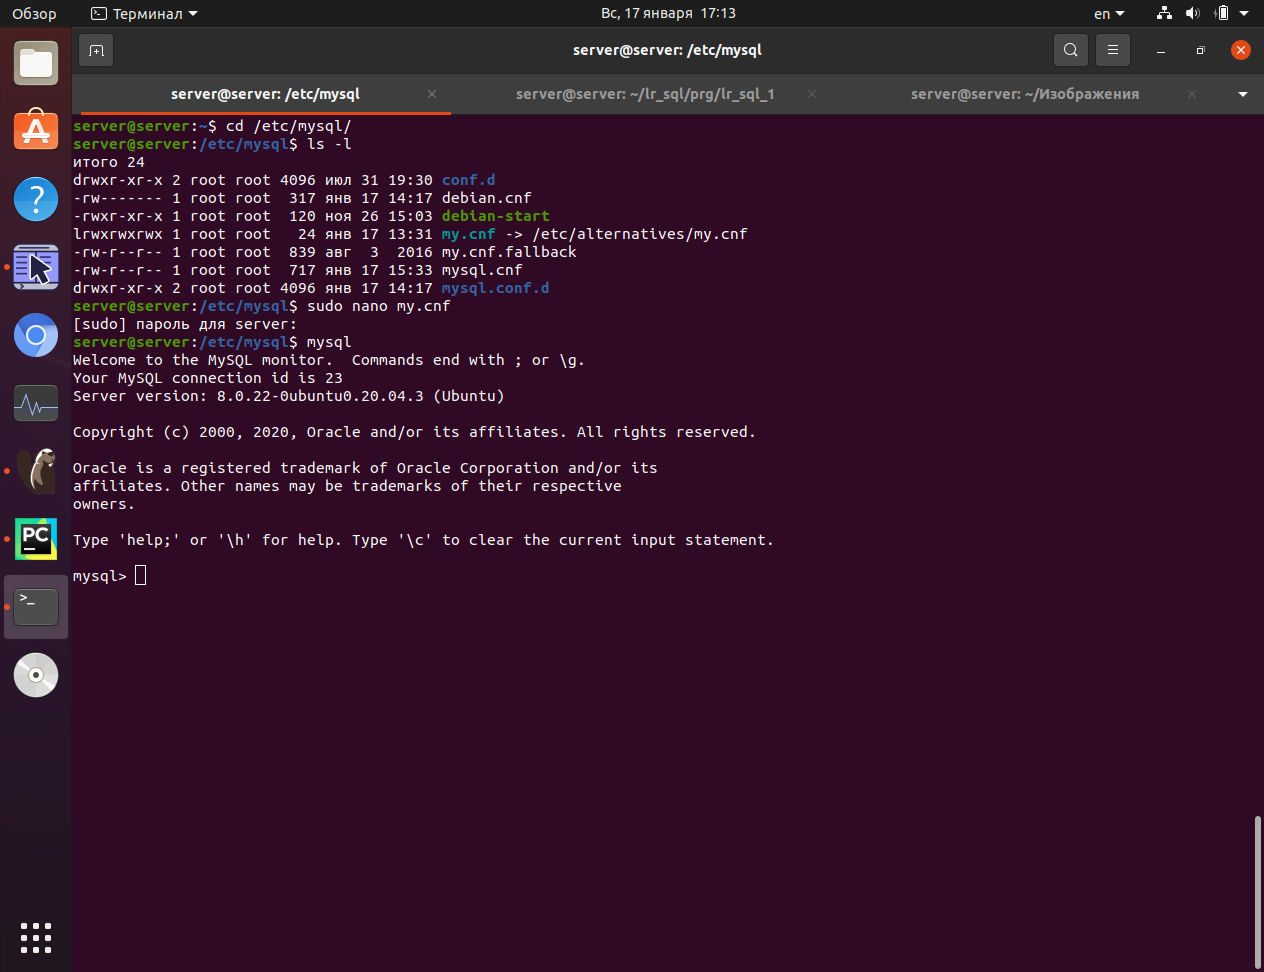 Обзор Терминал Вс, 17 января 17:13 en
server@server: /etc/mysql
server@server: /etc/mysql server@server: ~/lr_sql/prg/lr_sql_1 server@server: ~/Изображения
server@server:~$ cd /etc/mysql/
server@server:/etc/mysql$ ls -l
итого 24
drwxr-xr-x 2 root root 4096 июл 31 19:30 conf.d
-rw------- 1 root root  317 янв 17 14:17 debian.cnf
-rwxr-xr-x 1 root root  120 ноя 26 15:03 debian-start
lrwxrwxrwx 1 root root   24 янв 17 13:31 my.cnf -> /etc/alternatives/my.cnf
-rw-r--r-- 1 root root  839 авг  3  2016 my.cnf.fallback
-rw-r--r-- 1 root root  717 янв 17 15:33 mysql.cnf
drwxr-xr-x 2 root root 4096 янв 17 14:17 mysql.conf.d
server@server:/etc/mysql$ sudo nano my.cnf
[sudo] пароль для server:
server@server:/etc/mysql$ mysql
Welcome to the MySQL monitor.  Commands end with ; or \g.
Your MySQL connection id is 23
Server version: 8.0.22-0ubuntu0.20.04.3 (Ubuntu)
Copyright (c) 2000, 2020, Oracle and/or its affiliates. All rights reserved.
Oracle is a registered trademark of Oracle Corporation and/or its
affiliates. Other names may be trademarks of their respective
owners.
Type 'help;' or '\h' for help. Type '\c' to clear the current input statement.
mysql>
PC
>_